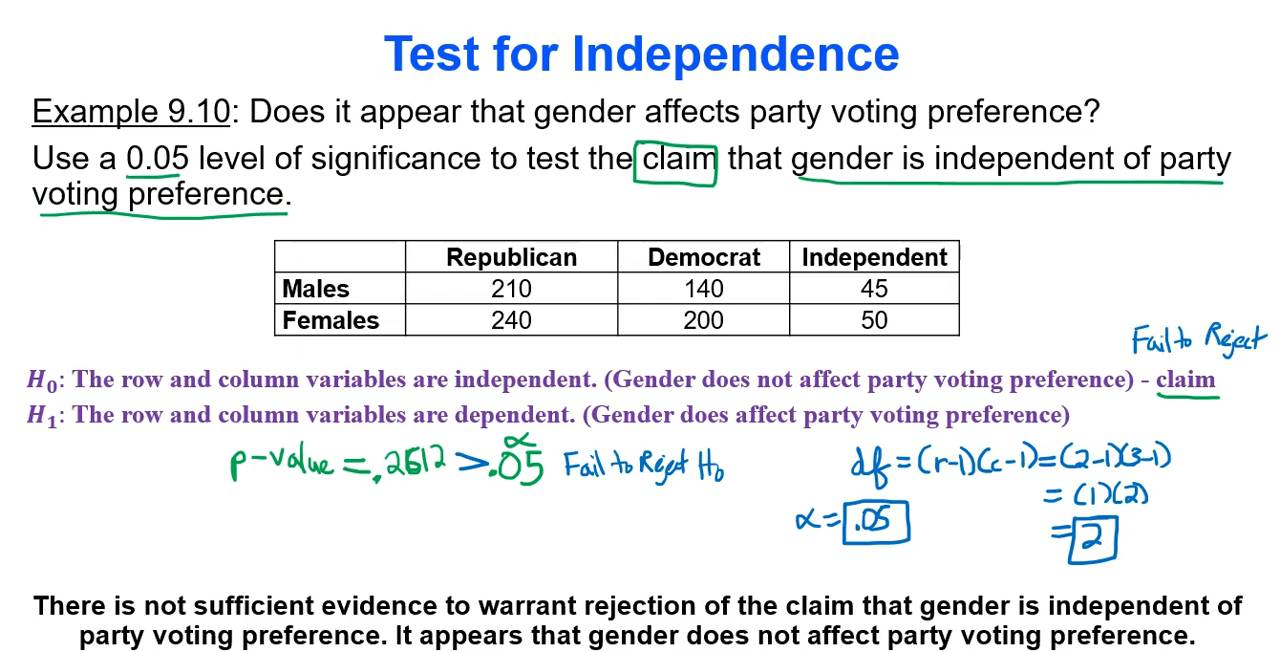 Test for Independence
Example 9.10: Does it appear that gender affects party voting preference?
Use a 0.05 level of significance to test the claim that gender is independent of party
voting preference.
Republican Democrat Independent
Males 210 140 45
Females 240 200 50
Fail to Reject
H₀: The row and column variables are independent. (Gender does not affect party voting preference) - claim
H₁: The row and column variables are dependent. (Gender does affect party voting preference)
α
p-value = .2612 > .05 Fail to Reject H₀ df = (r-1)(c-1) = (2-1)(3-1)
= (1)(2)
α = .05
= 2
There is not sufficient evidence to warrant rejection of the claim that gender is independent of
party voting preference. It appears that gender does not affect party voting preference.